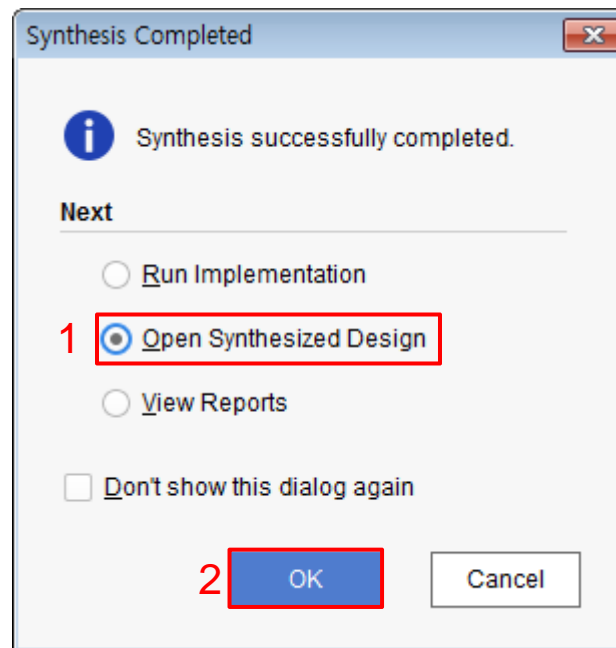 Synthesis Completed
Synthesis successfully completed.
Next
Run Implementation
1 Open Synthesized Design
View Reports
Don't show this dialog again
2 OK Cancel